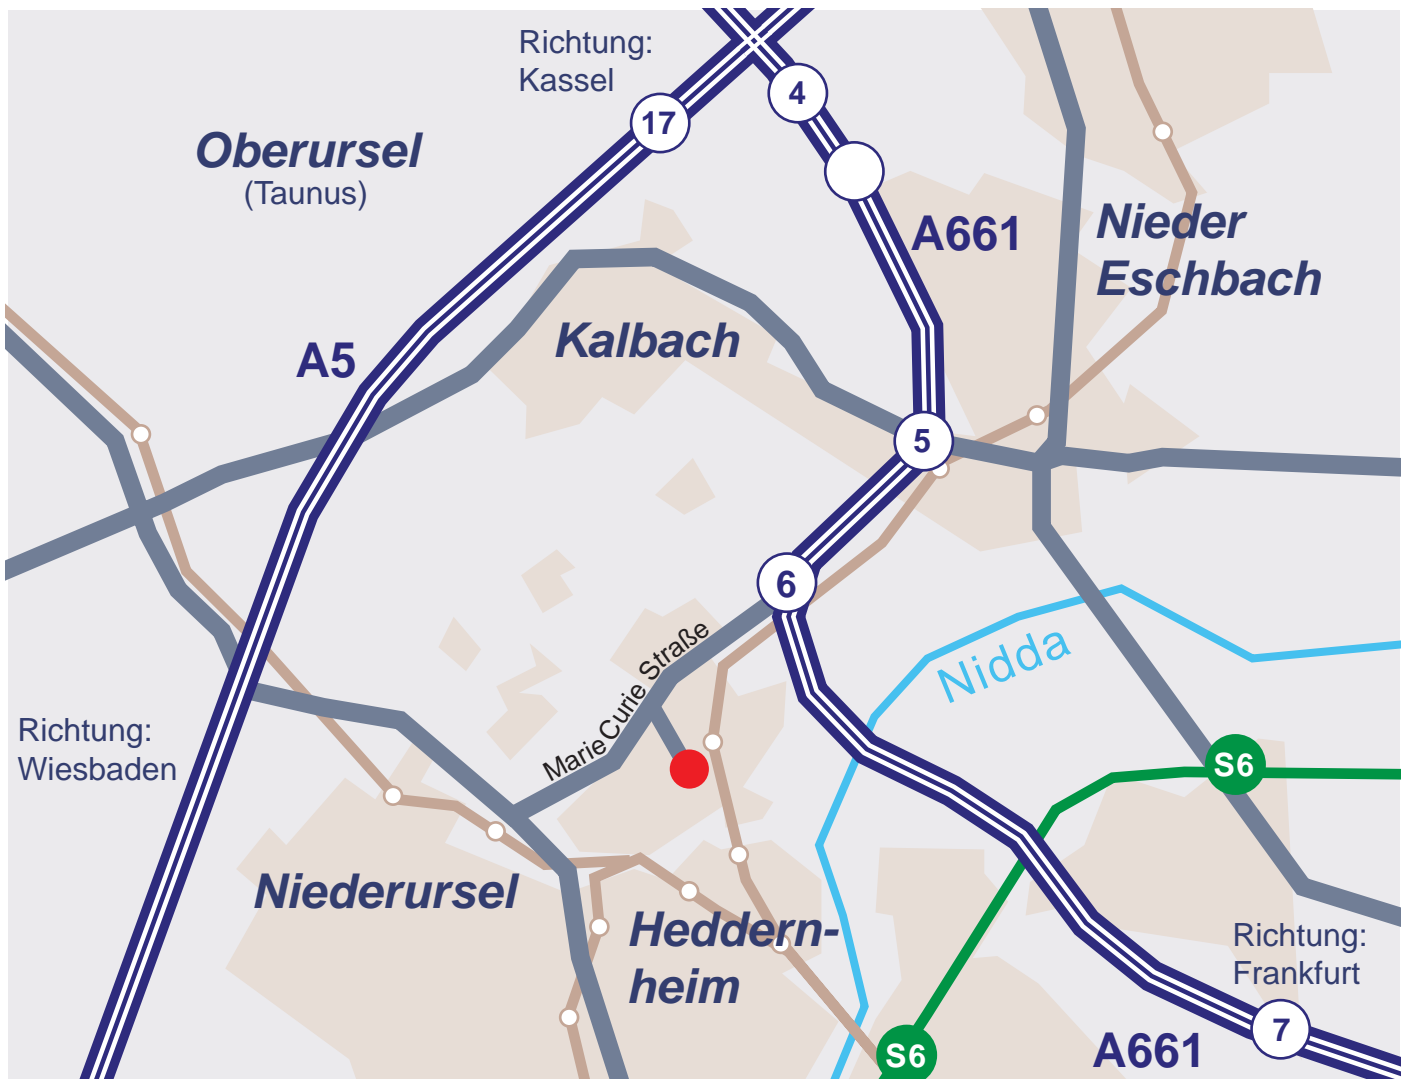 Richtung:
Kassel
4
17
Oberursel
(Taunus)
A661
Nieder
Eschbach
Kalbach
A5
5
6
Marie Curie Straße
Nidda
Richtung:
Wiesbaden
S6
Niederursel
Heddern-
heim
Richtung:
Frankfurt
7
S6
A661